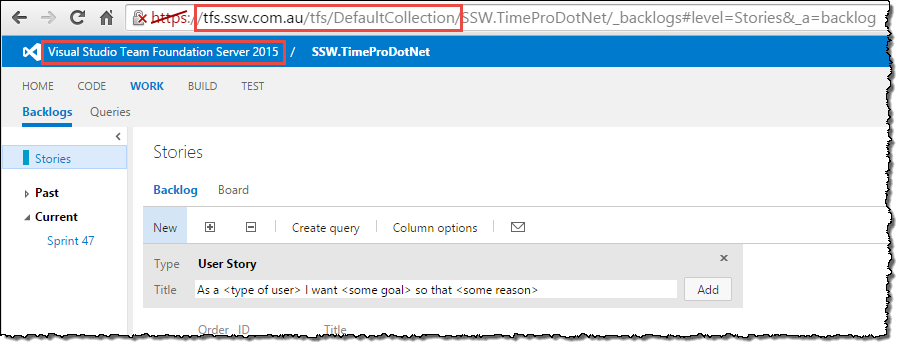 https://tfs.ssw.com.au/tfs/DefaultCollection/SSW.TimeProDotNet/_backlogs#level=Stories&_a=backlog
Visual Studio Team Foundation Server 2015 / SSW.TimeProDotNet
HOME CODE WORK BUILD TEST
Backlogs Queries
Stories
Past
Current
Sprint 47
Stories
Backlog Board
New Create query Column options
Type User Story
Title As a <type of user> I want <some goal> so that <some reason> Add
Order ID Title